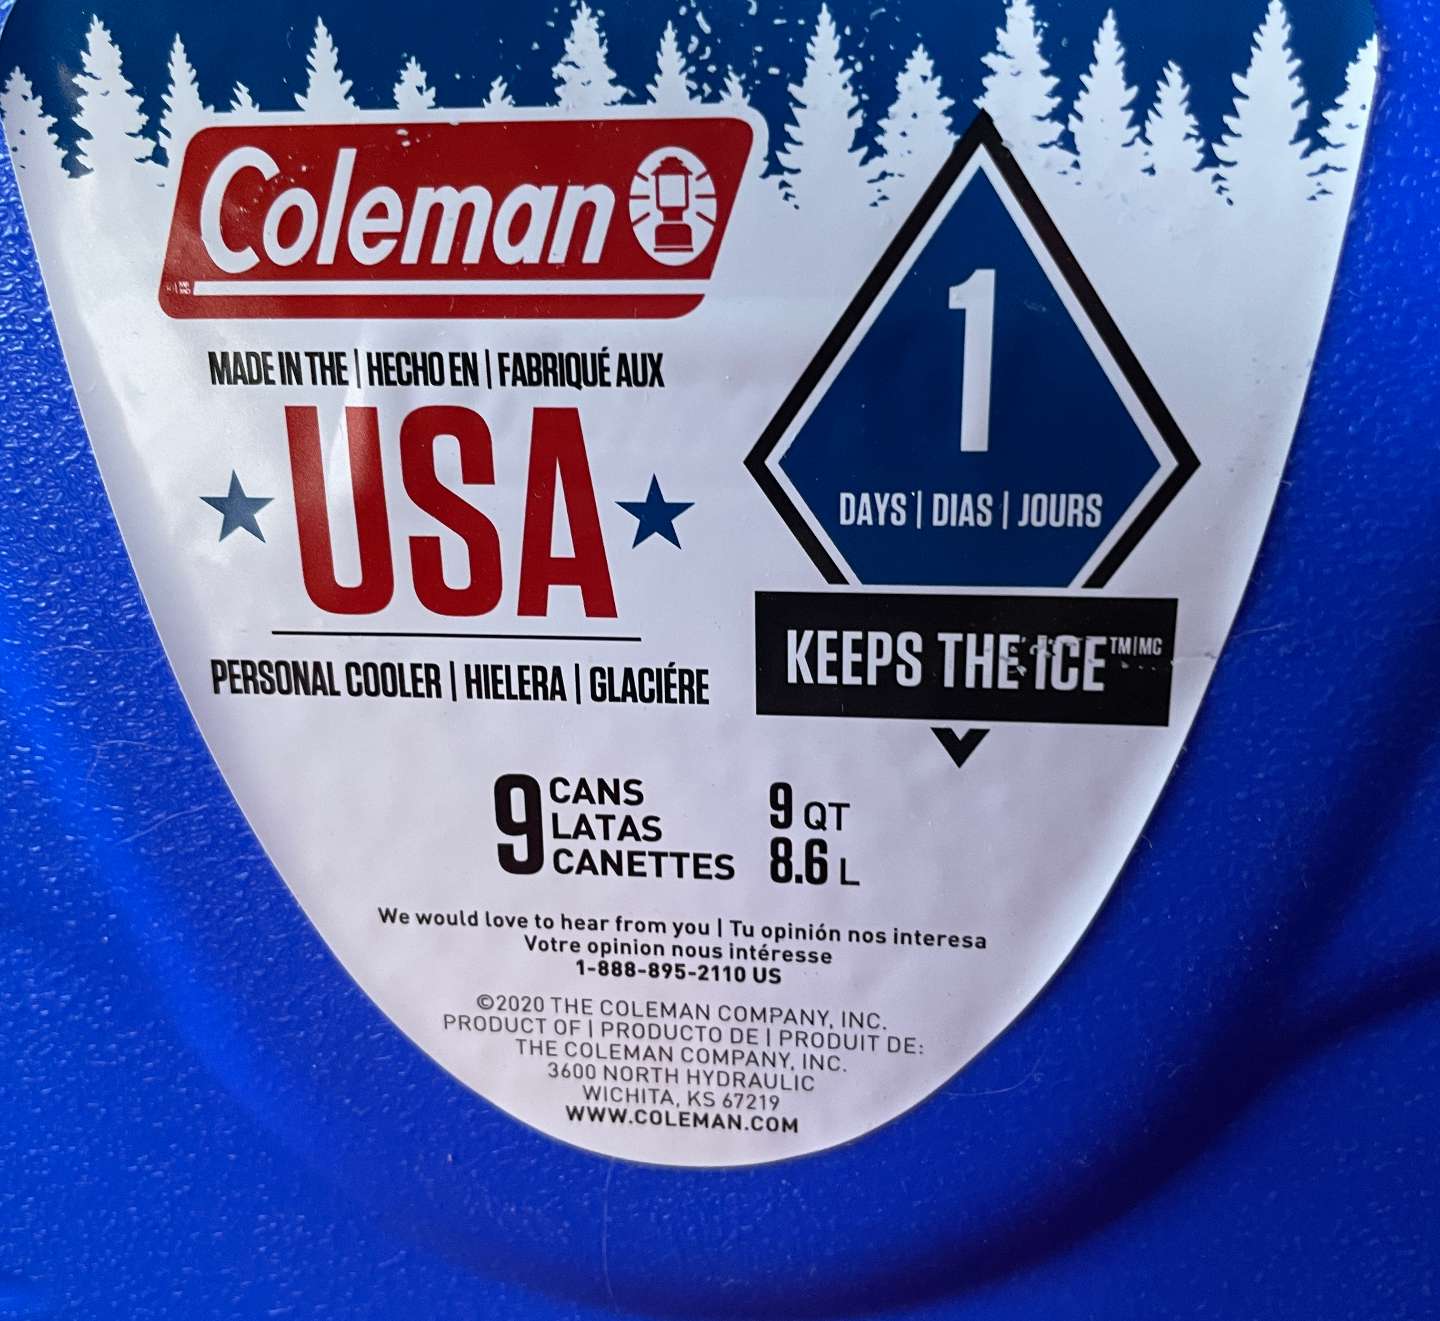 Coleman
MADE IN THE | HECHO EN | FABRIQUÉ AUX
USA
PERSONAL COOLER | HIELERA | GLACIÉRE
1
DAYS | DIAS | JOURS
KEEPS THE ICE™|MC
9 CANS
LATAS
CANETTES
9 QT
8.6 L
We would love to hear from you | Tu opinión nos interesa
Votre opinion nous intéresse
1-888-895-2110 US
©2020 THE COLEMAN COMPANY, INC.
PRODUCT OF | PRODUCTO DE | PRODUIT DE:
THE COLEMAN COMPANY, INC.
3600 NORTH HYDRAULIC
WICHITA, KS 67219
WWW.COLEMAN.COM